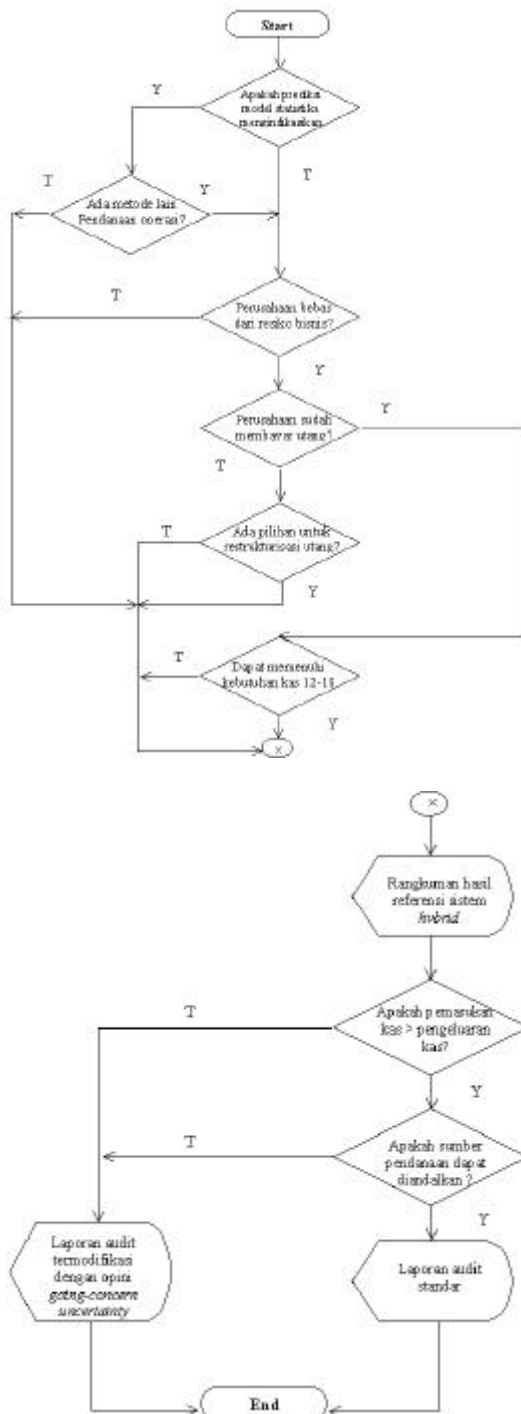 Start
Apakah prediksi
model statistika
mengindikasikan
Y
T
T
Ada metode lain
Pendanaan operasi?
Y
T
Perusahaan bebas
dari resiko bisnis?
Y
Perusahaan sudah
membayar utang?
Y
T
T
Ada pilihan untuk
restrukturisasi utang?
Y
T
Dapat memenuhi
kebutuhan kas
Y
x
x
Rangkuman hasil
referensi sistem
hybrid
T
Apakah pemasukan
kas > pengeluaran
kas?
Y
T
Apakah sumber
pendanaan dapat
diandalkan ?
Y
Laporan audit
termodifikasi
dengan opini
going-concern
uncertainty
Laporan audit
standar
End